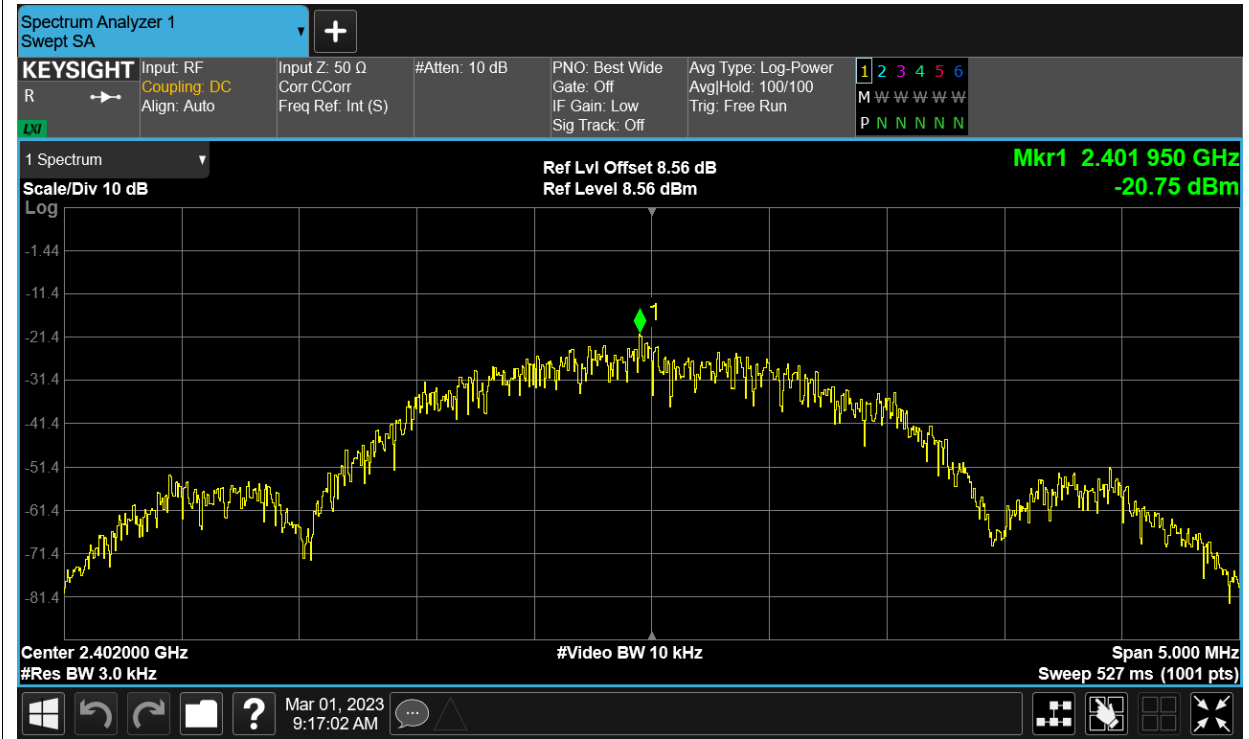 Spectrum Analyzer 1
Swept SA
KEYSIGHT
R
LXI
Input: RF
Coupling: DC
Align: Auto
Input Z: 50 Ω
Corr CCorr
Freq Ref: Int (S)
#Atten: 10 dB
PNO: Best Wide
Gate: Off
IF Gain: Low
Sig Track: Off
Avg Type: Log-Power
Avg|Hold: 100/100
Trig: Free Run
1 2 3 4 5 6
M W W W W W W
P N N N N N N
1 Spectrum
Scale/Div 10 dB
Ref Lvl Offset 8.56 dB
Ref Level 8.56 dBm
Mkr1 2.401 950 GHz
-20.75 dBm
Log
-1.44
-11.4
1
-21.4
-31.4
-41.4
-51.4
-61.4
-71.4
-81.4
Center 2.402000 GHz
#Video BW 10 kHz
Span 5.000 MHz
#Res BW 3.0 kHz
Sweep 527 ms (1001 pts)
?
Mar 01, 2023
9:17:02 AM